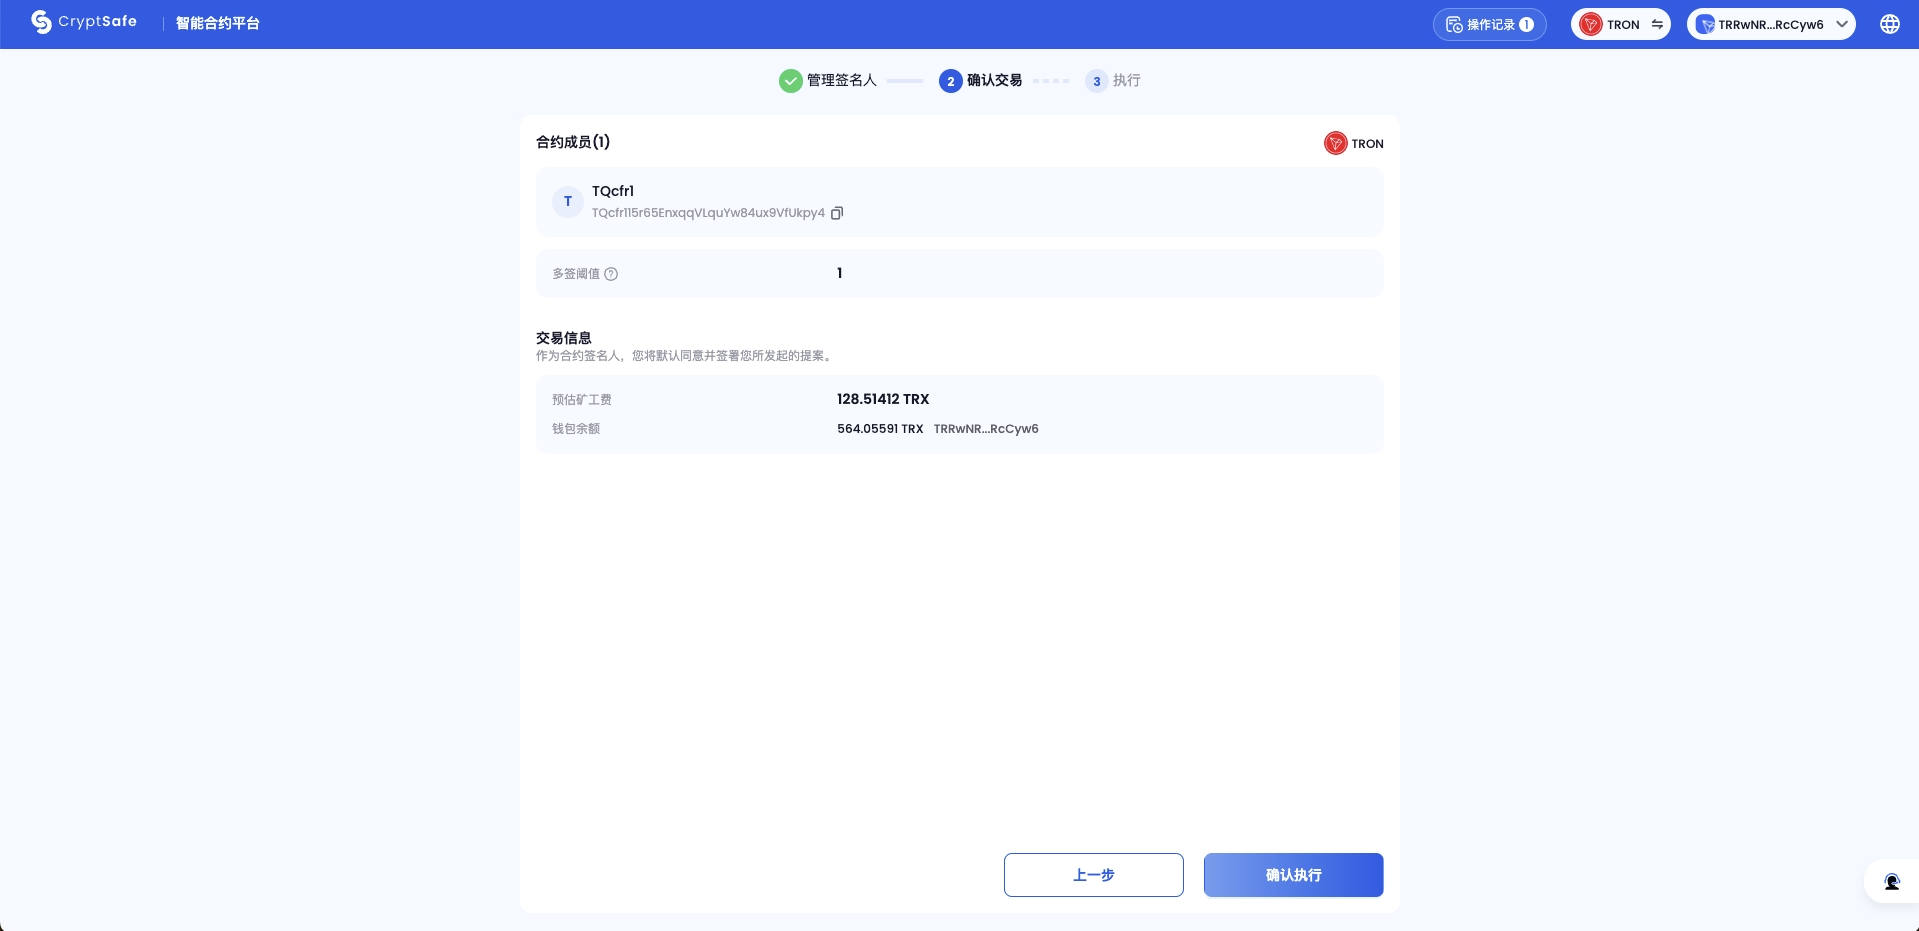 CryptSafe
智能合约平台
操作记录 1
TRON
TRRwNR...RcCyw6
管理签名人
2 确认交易
3 执行
合约成员(1)
TRON
T
TQcfr1
TQcfr115r65EnxqqVLquYw84ux9VfUkpy4
多签阈值 ?
1
交易信息
作为合约签名人，您将默认同意并签署您所发起的提案。
预估矿工费
128.51412 TRX
钱包余额
564.05591 TRX TRRwNR...RcCyw6
上一步
确认执行